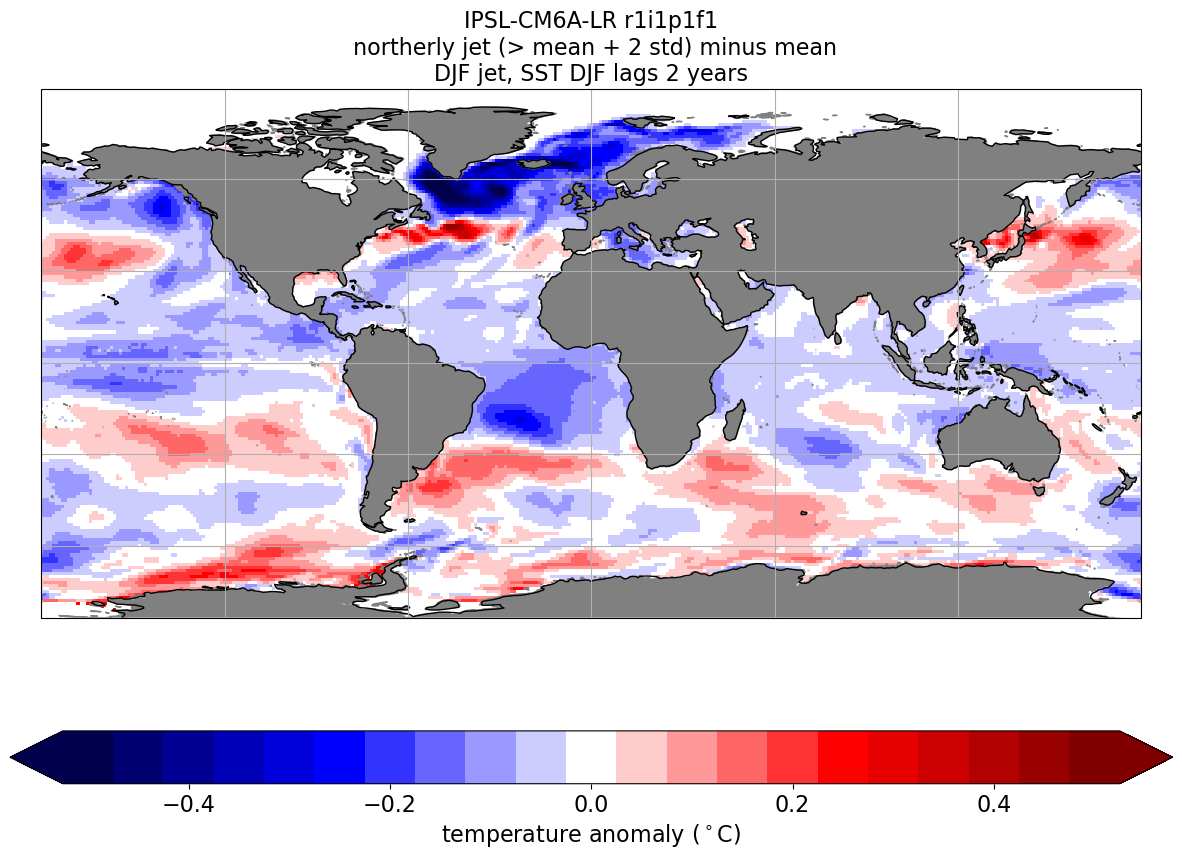 IPSL-CM6A-LR r1i1p1f1
northerly jet (> mean + 2 std) minus mean
DJF jet, SST DJF lags 2 years
−0.4 −0.2 0.0 0.2 0.4
temperature anomaly (°C)